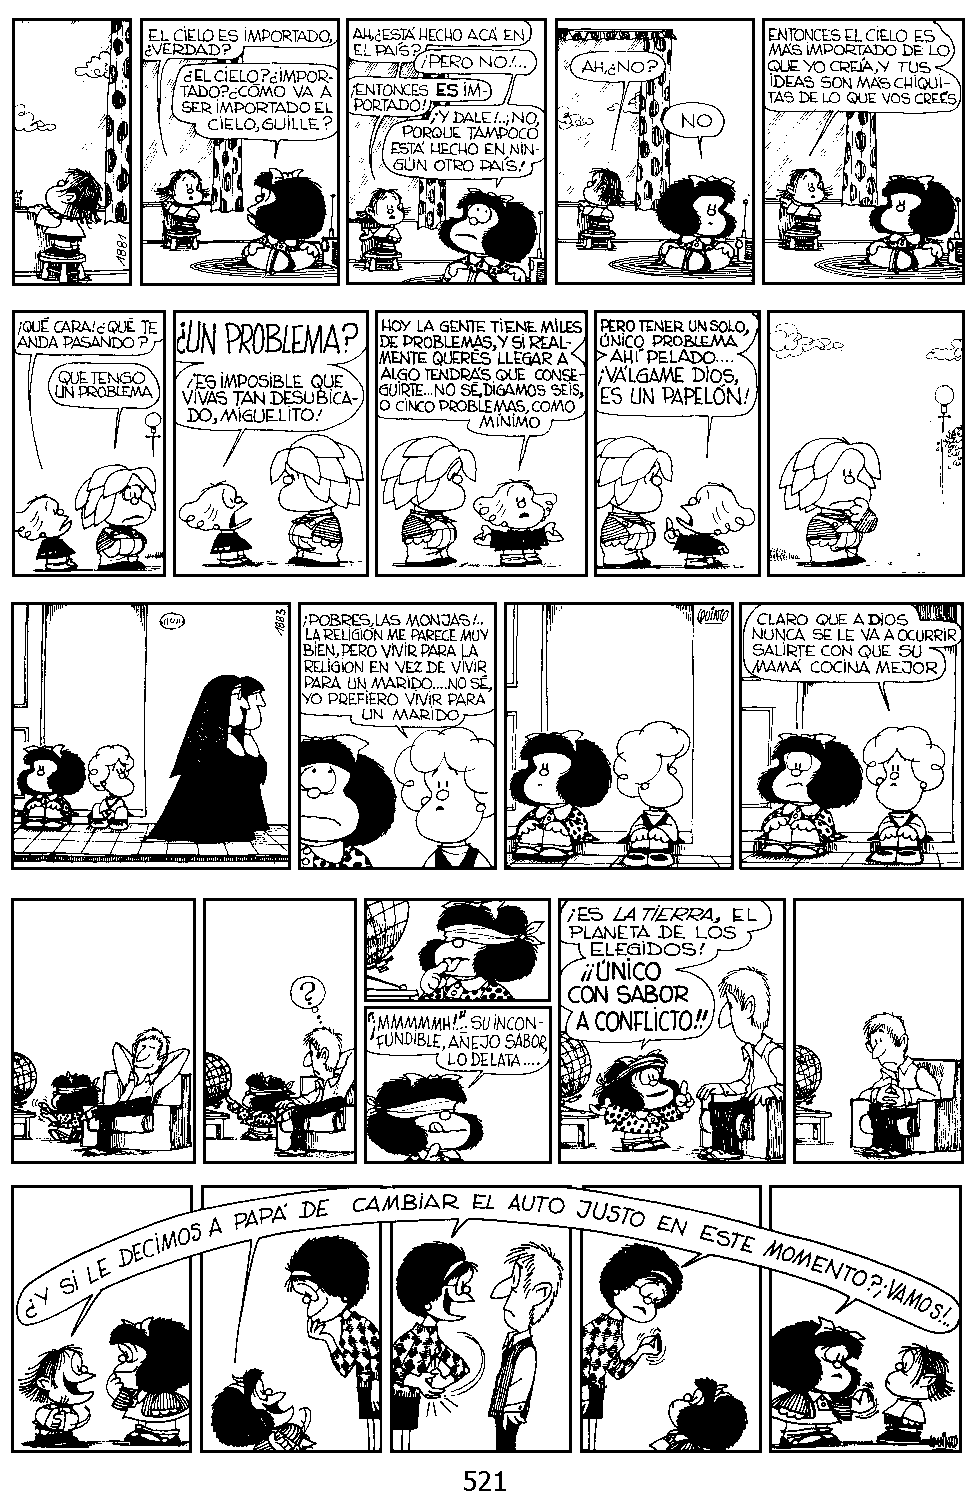 EL CIELO ES IMPORTADO,
¿VERDAD?
¿EL CIELO? ¿IMPOR-
TADO? ¿CÓMO VA A
SER IMPORTADO EL
CIELO, GUILLE?
1881
AH, ¿ESTÁ HECHO ACÁ EN
EL PAÍS?
¡PERO NO!..
¡ENTONCES ES IM-
PORTADO!
¡Y DALE!..¡NO,
PORQUE TAMPOCO
ESTÁ HECHO EN NIN-
GÚN OTRO PAÍS!
AH, ¿NO?
NO
ENTONCES EL CIELO ES
MÁS IMPORTADO DE LO
QUE YO CREÍA, Y TUS
IDEAS SON MÁS CHIQUI-
TAS DE LO QUE VOS CREÉS
¡QUÉ CARA! ¿QUÉ TE
ANDA PASANDO?
QUE TENGO
UN PROBLEMA
¿UN PROBLEMA?
¡ES IMPOSIBLE QUE
VIVAS TAN DESUBICA-
DO, MIGUELITO!
HOY LA GENTE TIENE MILES
DE PROBLEMAS, Y SI REAL-
MENTE QUERÉS LLEGAR A
ALGO TENDRÁS QUE CONSE-
GUIRTE...NO SÉ, DIGAMOS SEIS,
O CINCO PROBLEMAS, COMO
MÍNIMO
PERO TENER UN SOLO,
ÚNICO PROBLEMA
AHÍ PELADO....
¡VÁLGAME DIOS,
ES UN PAPELÓN!
1883
¡POBRES, LAS MONJAS!..
LA RELIGIÓN ME PARECE MUY
BIEN, PERO VIVIR PARA LA
RELIGIÓN EN VEZ DE VIVIR
PARA UN MARIDO....NO SÉ,
YO PREFIERO VIVIR PARA
UN MARIDO
QUINO
CLARO QUE A DIOS
NUNCA SE LE VA A OCURRIR
SALIRTE CON QUE SU
MAMÁ COCINA MEJOR
?
"¡MMMMMH!".. SU INCON-
FUNDIBLE, AÑEJO SABOR
LO DELATA....
¡ES LA TIERRA, EL
PLANETA DE LOS
ELEGIDOS!
¡¡ÚNICO
CON SABOR
A CONFLICTO!!
¿Y SI LE DECIMOS A PAPÁ DE CAMBIAR EL AUTO JUSTO EN ESTE MOMENTO? ¡VAMOS!..
QUINO
521